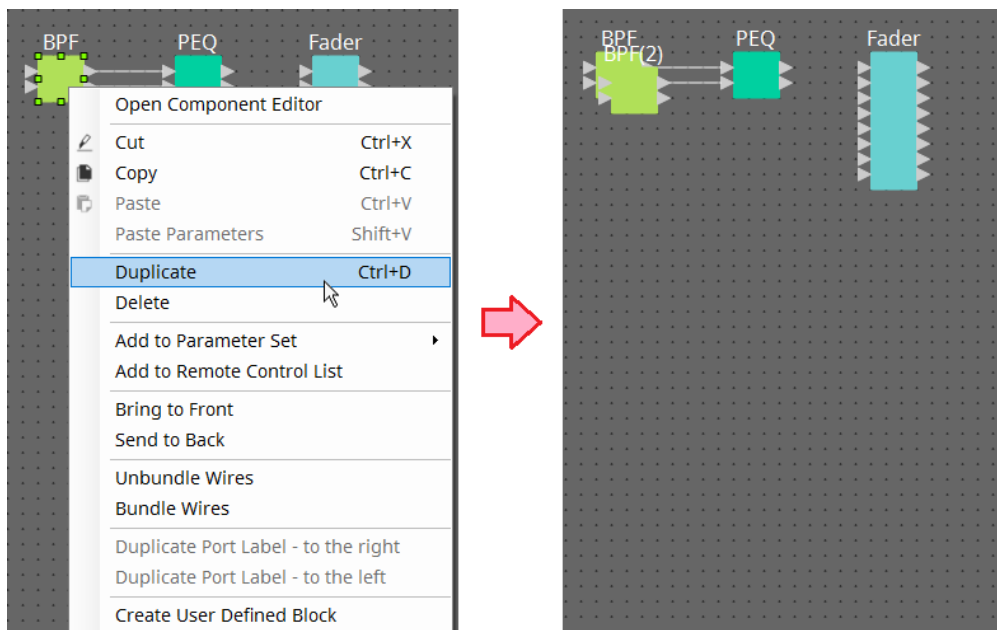 BPF PEQ Fader
Open Component Editor
Cut Ctrl+X
Copy Ctrl+C
Paste Ctrl+V
Paste Parameters Shift+V
Duplicate Ctrl+D
Delete
Add to Parameter Set
Add to Remote Control List
Bring to Front
Send to Back
Unbundle Wires
Bundle Wires
Duplicate Port Label - to the right
Duplicate Port Label - to the left
Create User Defined Block
BPF PEQ Fader
BPF(2)